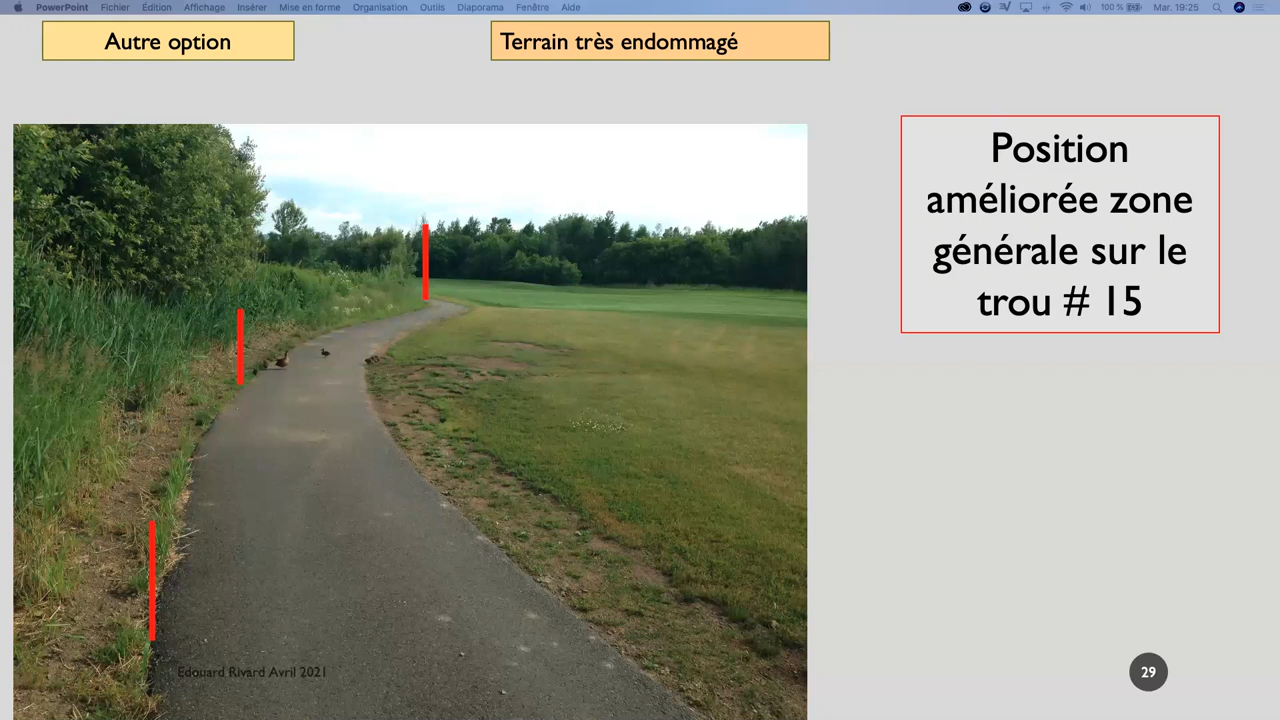 PowerPoint Fichier Édition Affichage Insérer Mise en forme Organisation Outils Diaporama Fenêtre Aide 100 % Mar. 19:25
Autre option
Terrain très endommagé
Position
améliorée zone
générale sur le
trou # 15
Edouard Rivard Avril 2021
29